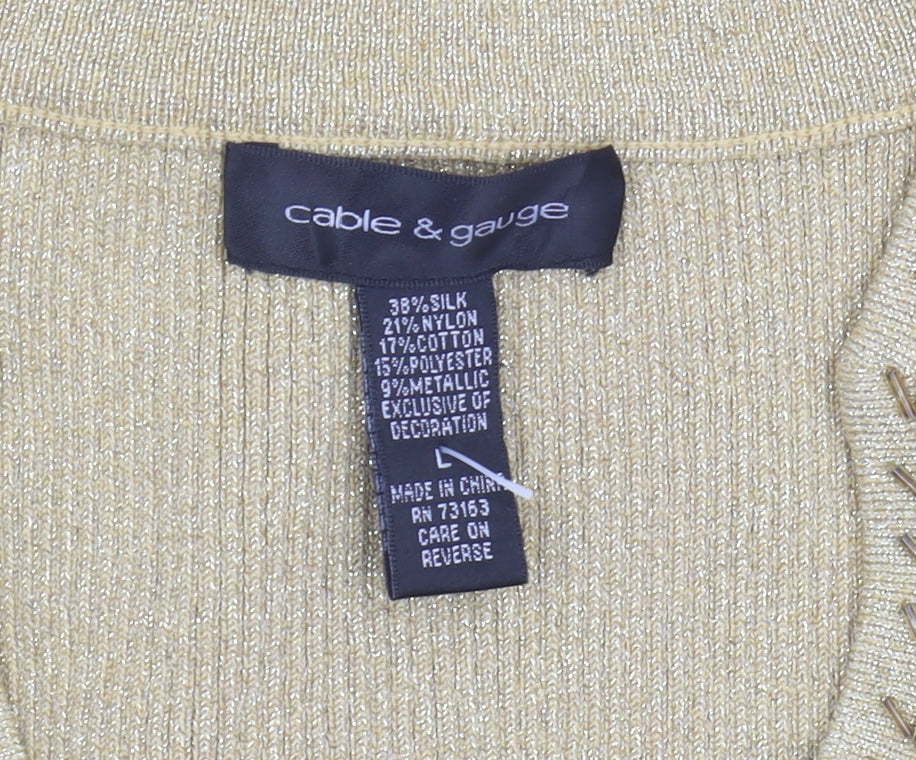 cable & gauge
38%SILK
21%NYLON
17%COTTON
15%POLYESTER
9%METALLIC
EXCLUSIVE OF
DECORATION
L
MADE IN CHINA
RN 73163
CARE ON
REVERSE